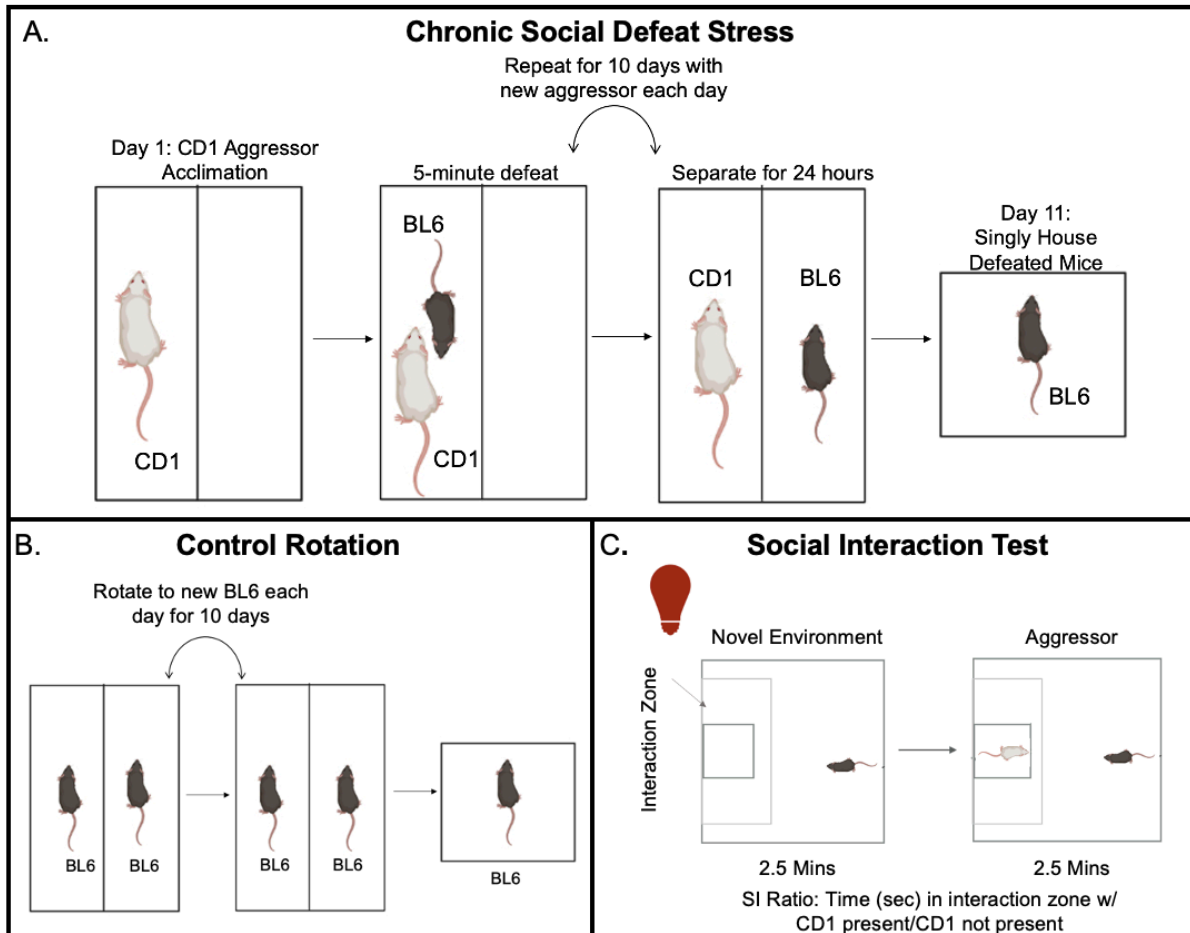 A.
Chronic Social Defeat Stress
Repeat for 10 days with
new aggressor each day
Day 1: CD1 Aggressor
Acclimation
5-minute defeat
Separate for 24 hours
Day 11:
Singly House
Defeated Mice
BL6
CD1
BL6
BL6
CD1
CD1
B.
Control Rotation
Rotate to new BL6 each
day for 10 days
BL6
BL6
BL6
BL6
BL6
C.
Social Interaction Test
Novel Environment
Aggressor
Interaction Zone
2.5 Mins
2.5 Mins
SI Ratio: Time (sec) in interaction zone w/
CD1 present/CD1 not present